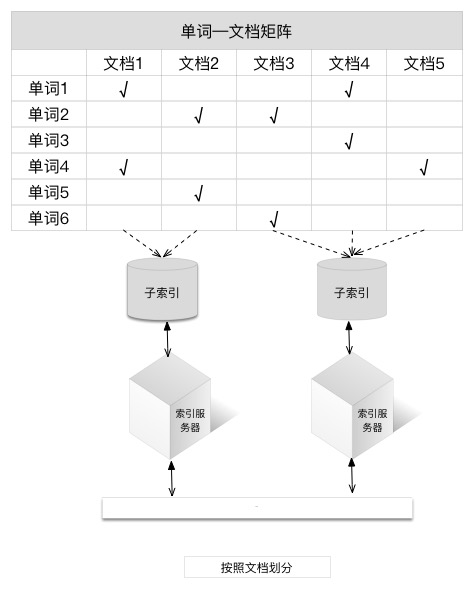 单词—文档矩阵
文档1 文档2 文档3 文档4 文档5
单词1 √ √
单词2 √ √
单词3 √
单词4 √ √
单词5 √
单词6 √
子索引 子索引
索引服 索引服
务器 务器
按照文档划分